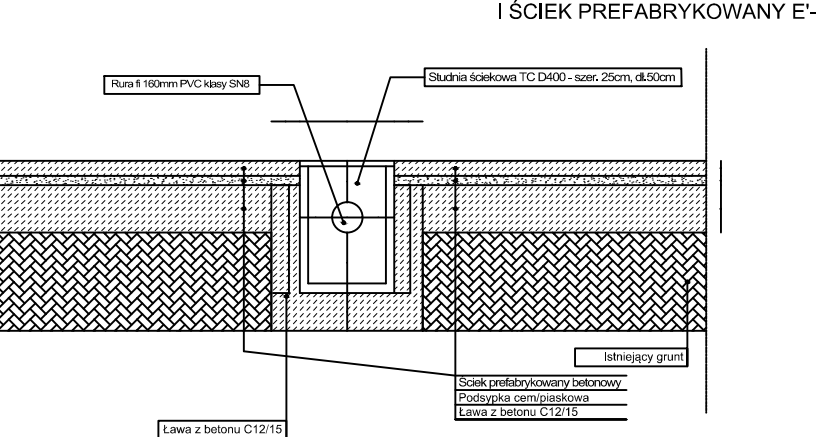 I ŚCIEK PREFABRYKOWANY E'-
Rura fi 160mm PVC klasy SN8
Studnia ściekowa TC D400 - szer. 25cm, dł.50cm
Istniejący grunt
Ściek prefabrykowany betonowy
Podsypka cem/piaskowa
Ława z betonu C12/15
Ława z betonu C12/15